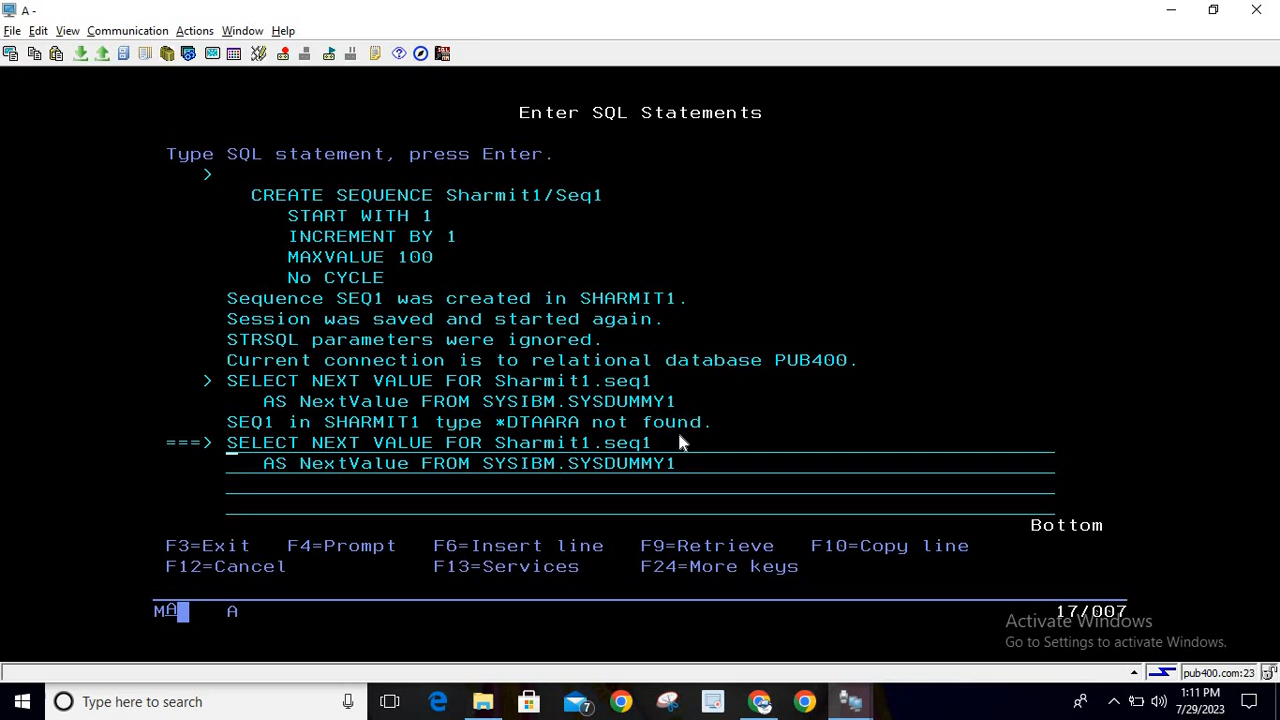 A -
File Edit View Communication Actions Window Help
Enter SQL Statements
Type SQL statement, press Enter.
>
CREATE SEQUENCE Sharmit1/Seq1
START WITH 1
INCREMENT BY 1
MAXVALUE 100
No CYCLE
Sequence SEQ1 was created in SHARMIT1.
Session was saved and started again.
STRSQL parameters were ignored.
Current connection is to relational database PUB400.
> SELECT NEXT VALUE FOR Sharmit1.seq1
AS NextValue FROM SYSIBM.SYSDUMMY1
SEQ1 in SHARMIT1 type *DTAARA not found.
===> SELECT NEXT VALUE FOR Sharmit1.seq1
AS NextValue FROM SYSIBM.SYSDUMMY1
Bottom
F3=Exit F4=Prompt F6=Insert line F9=Retrieve F10=Copy line
F12=Cancel F13=Services F24=More keys
MA A 17/007
Activate Windows
Go to Settings to activate Windows.
pub400.com:23
Type here to search
7
1:11 PM
7/29/2023